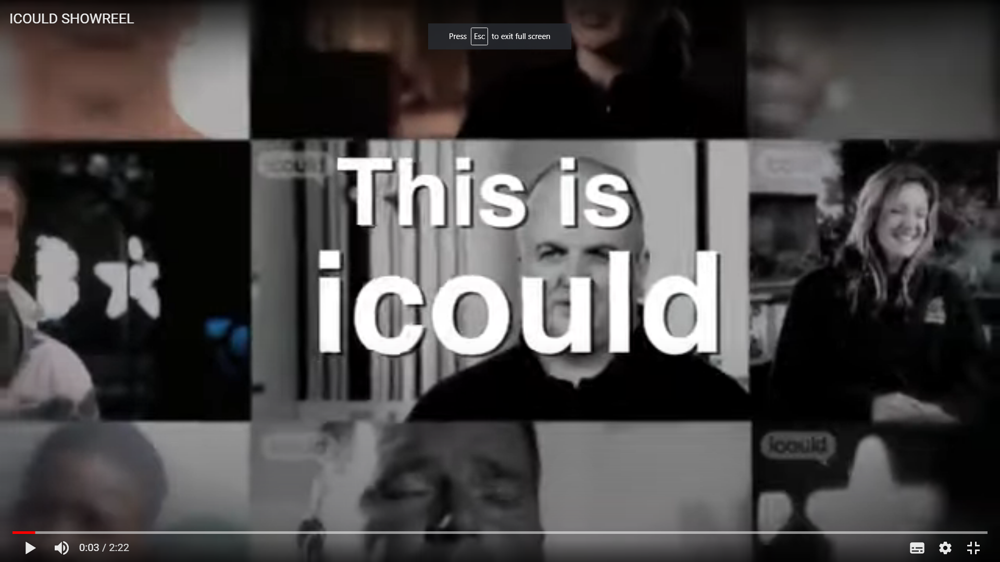 ICOULD SHOWREEL
Press Esc to exit full screen
This is
icould
icould
0:03 / 2:22